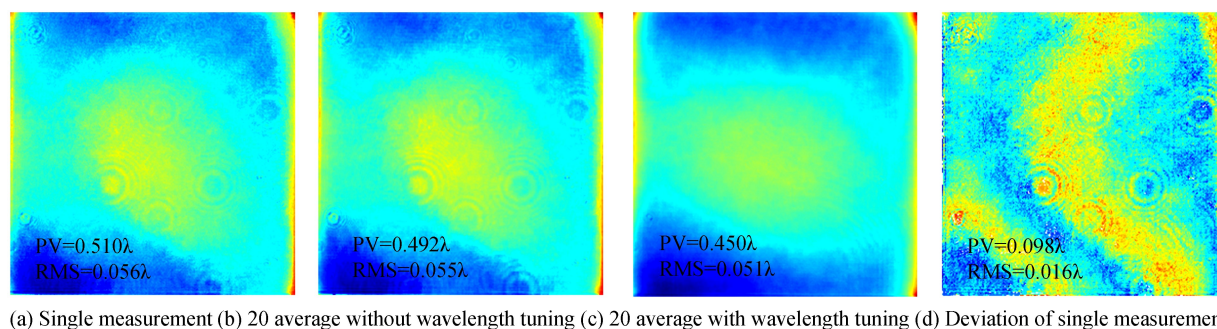 PV=0.510λ
RMS=0.056λ
PV=0.492λ
RMS=0.055λ
PV=0.450λ
RMS=0.051λ
PV=0.098λ
RMS=0.016λ
(a) Single measurement (b) 20 average without wavelength tuning (c) 20 average with wavelength tuning (d) Deviation of single measuremen